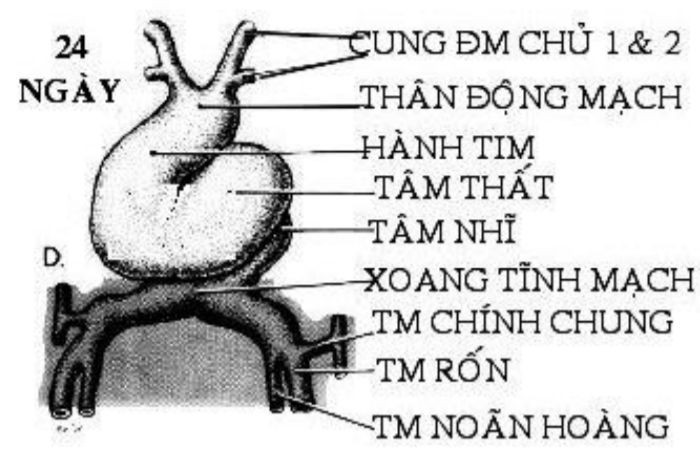 24
NGÀY
CUNG ĐM CHỦ 1 & 2
THÂN ĐỘNG MẠCH
HÀNH TIM
TÂM THẤT
TÂM NHĨ
D.
XOANG TĨNH MẠCH
TM CHÍNH CHUNG
TM RỐN
TM NOÃN HOÀNG